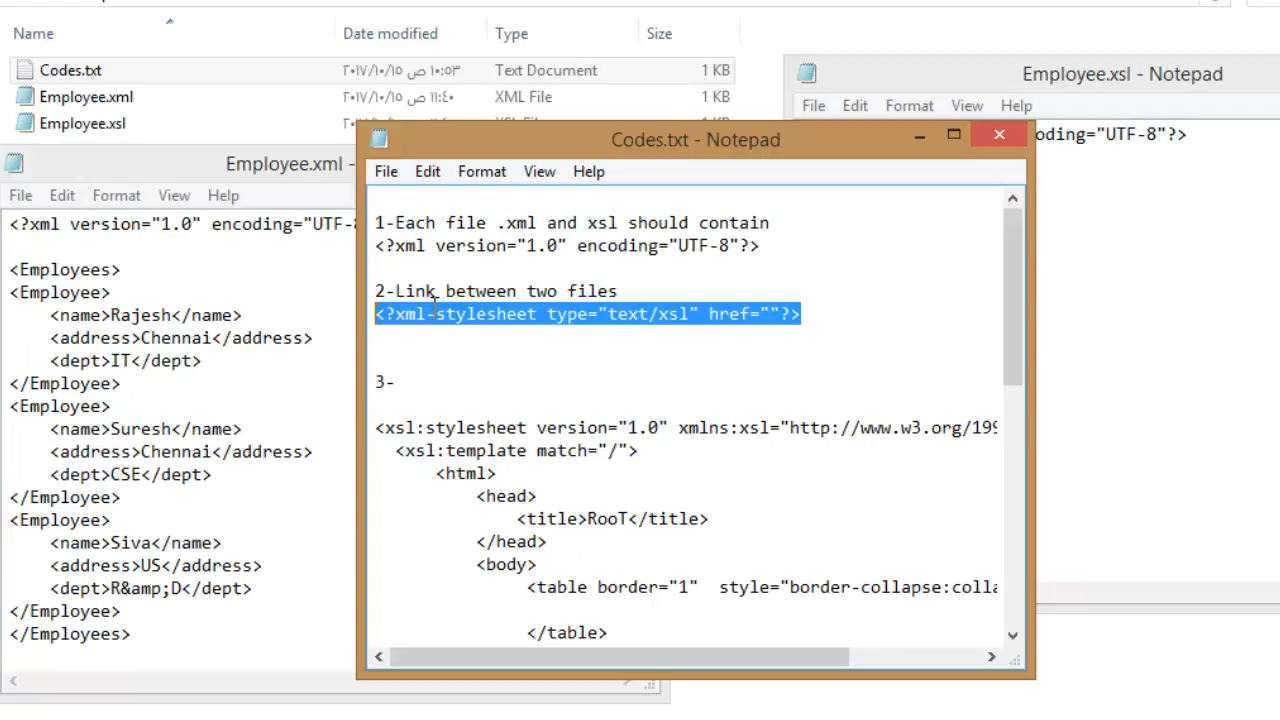 Name Date modified Type Size
Codes.txt ٢٠١٧/١٠/١٥ ص ١٠:٥٣ Text Document 1 KB
Employee.xml ٢٠١٧/١٠/١٥ ص ١١:٤٠ XML File 1 KB
Employee.xsl
Employee.xsl - Notepad
File Edit Format View Help
coding="UTF-8"?>
Employee.xml -
File Edit Format View Help
<?xml version="1.0" encoding="UTF-8
<Employees>
<Employee>
<name>Rajesh</name>
<address>Chennai</address>
<dept>IT</dept>
</Employee>
<Employee>
<name>Suresh</name>
<address>Chennai</address>
<dept>CSE</dept>
</Employee>
<Employee>
<name>Siva</name>
<address>US</address>
<dept>R&amp;D</dept>
</Employee>
</Employees>
Codes.txt - Notepad
File Edit Format View Help
1-Each file .xml and xsl should contain
<?xml version="1.0" encoding="UTF-8"?>
2-Link between two files
<?xml-stylesheet type="text/xsl" href=""?>
3-
<xsl:stylesheet version="1.0" xmlns:xsl="http://www.w3.org/199
<xsl:template match="/">
<html>
<head>
<title>RooT</title>
</head>
<body>
<table border="1" style="border-collapse:colla
</table>